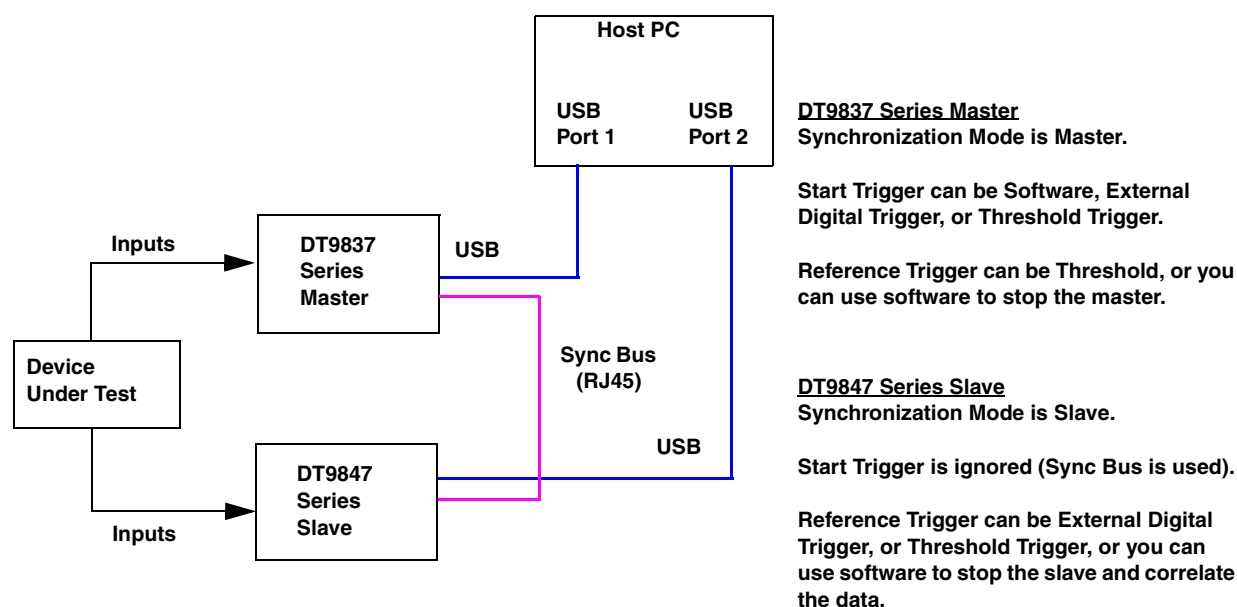 Host PC
USB
Port 1
USB
Port 2
DT9837 Series Master
Synchronization Mode is Master.
Start Trigger can be Software, External
Digital Trigger, or Threshold Trigger.
Reference Trigger can be Threshold, or you
can use software to stop the master.
Inputs
DT9837
Series
Master
USB
Device
Under Test
Sync Bus
(RJ45)
DT9847 Series Slave
Synchronization Mode is Slave.
Start Trigger is ignored (Sync Bus is used).
Reference Trigger can be External Digital
Trigger, or Threshold Trigger, or you can
use software to stop the slave and correlate
the data.
USB
DT9847
Series
Slave
Inputs